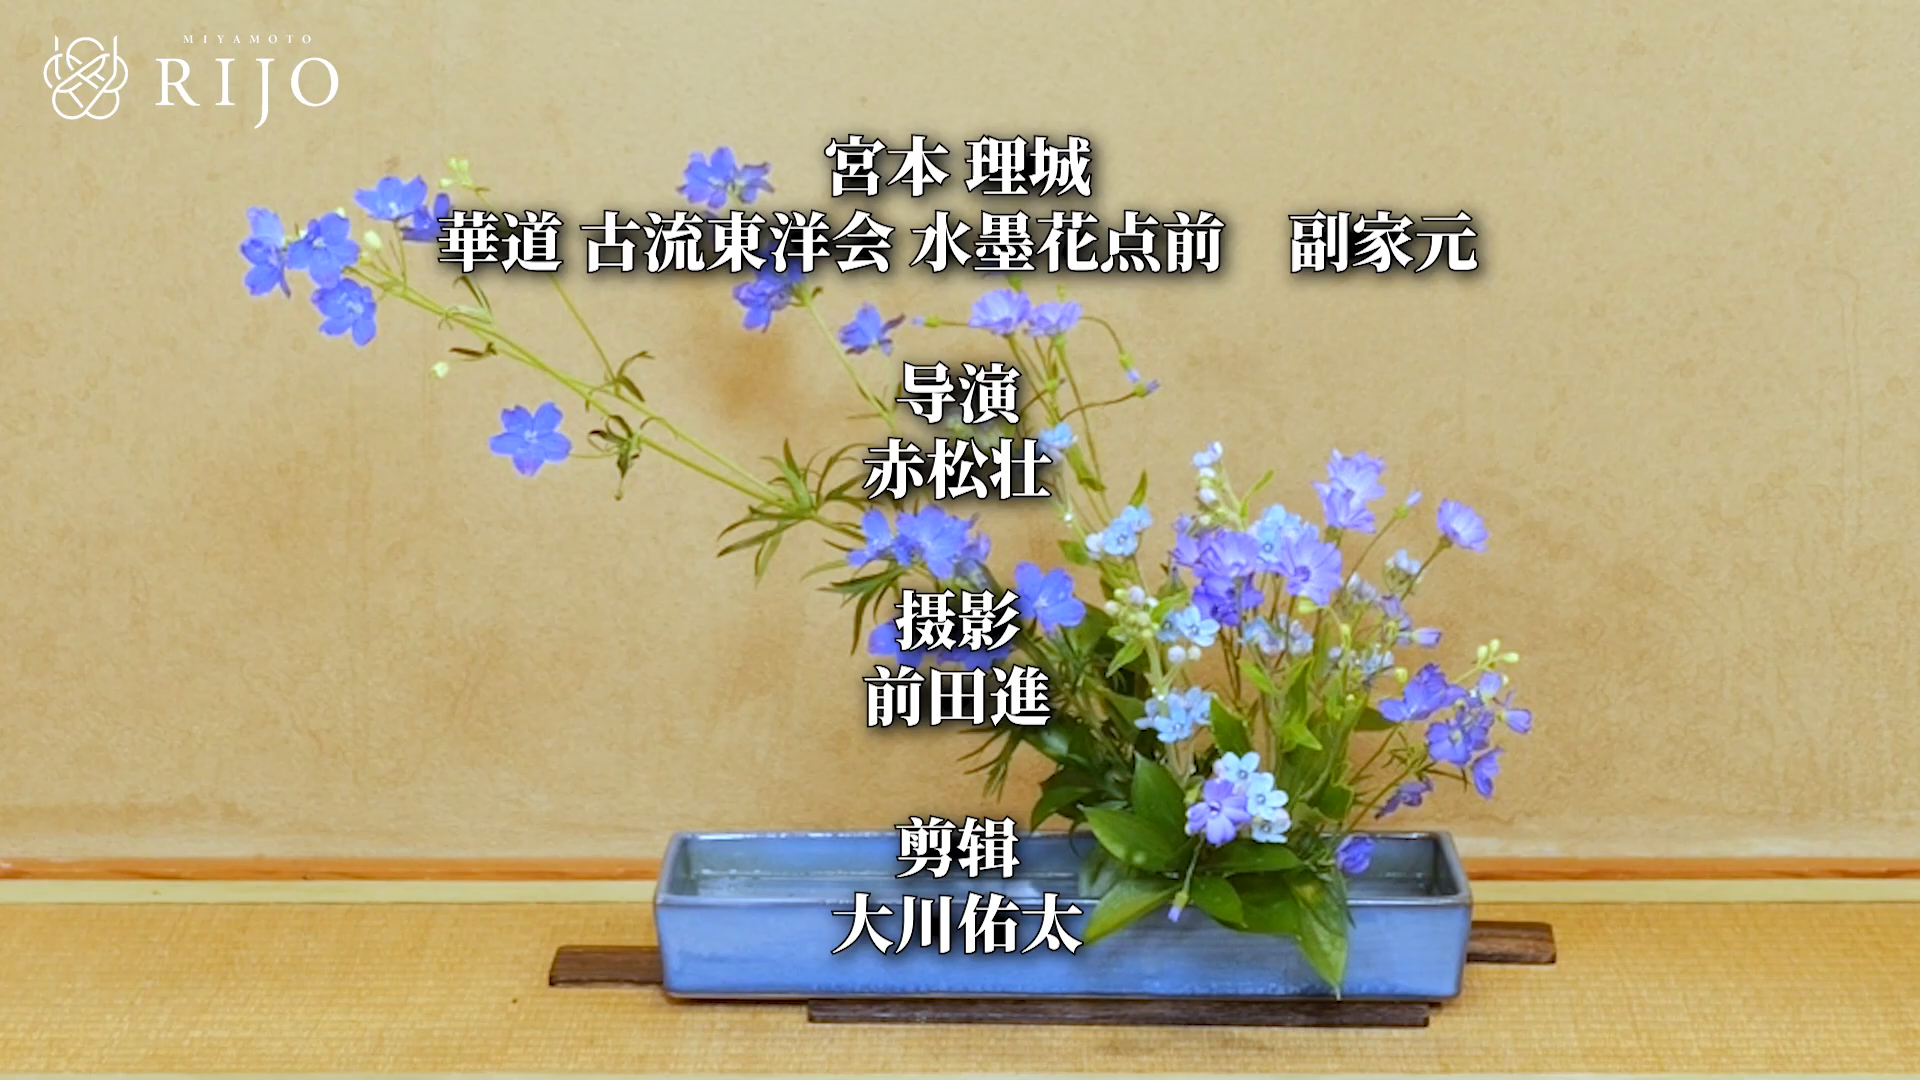 MIYAMOTO
RIJO
宮本 理城
華道 古流東洋会 水墨花点前　副家元
导演
赤松壮
摄影
前田進
剪辑
大川佑太